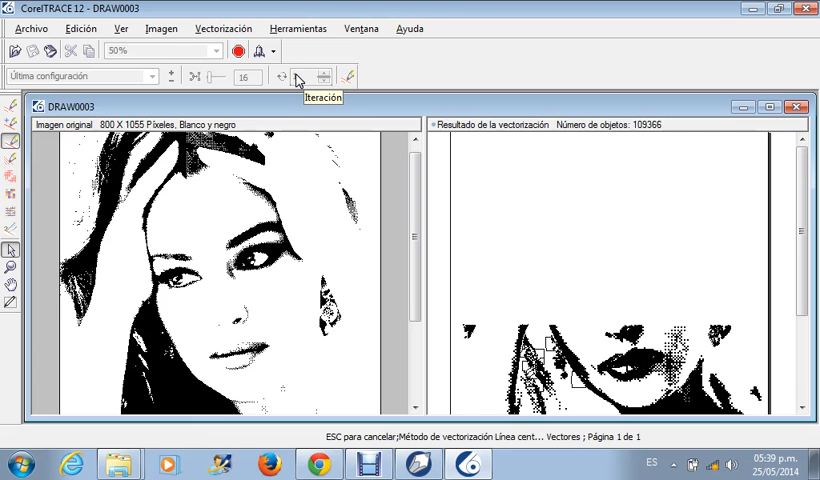 CorelTRACE 12 - DRAW0003
Archivo Edición Ver Imagen Vectorización Herramientas Ventana Ayuda
50%
Última configuración 16
Iteración
DRAW0003
Imagen original 800 X 1055 Píxeles, Blanco y negro
Resultado de la vectorización Número de objetos: 109366
ESC para cancelar;Método de vectorización Línea cent... Vectores ; Página 1 de 1
ES
05:39 p.m.
25/05/2014